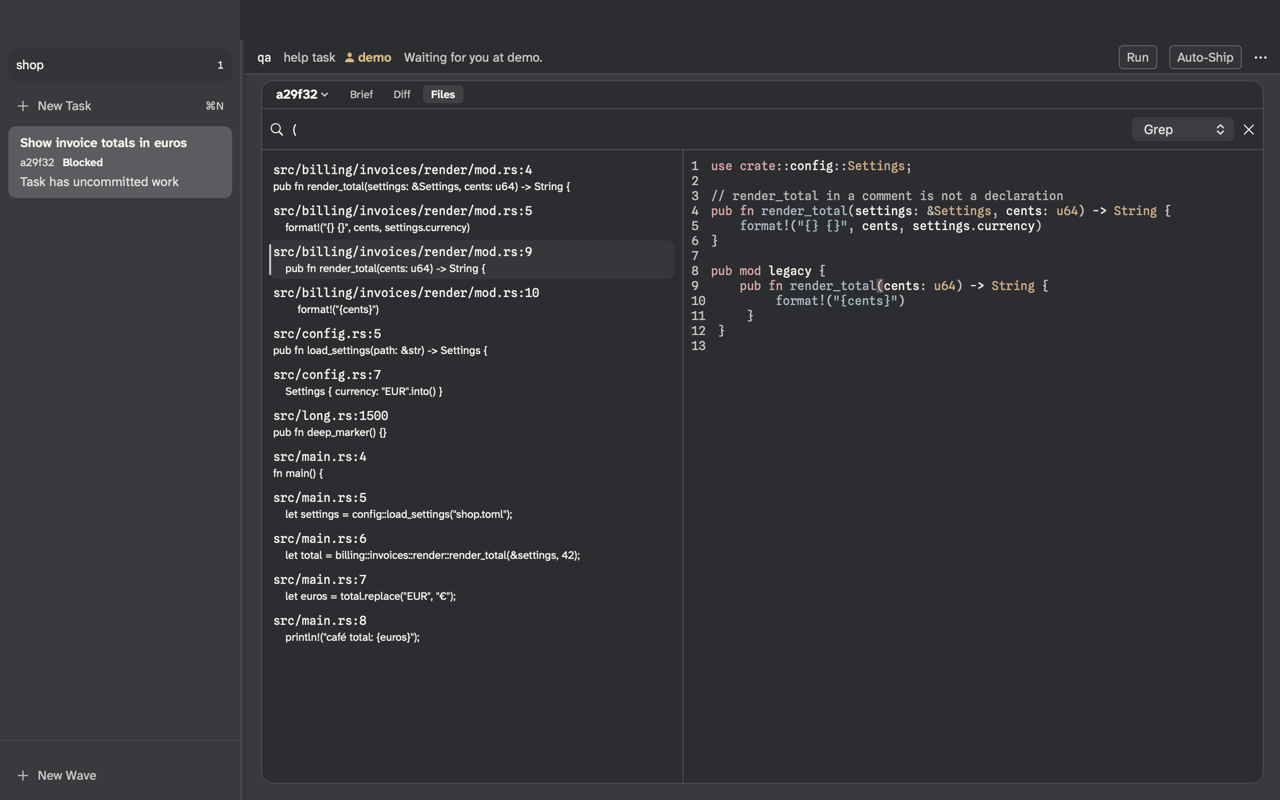 shop 1
New Task ⌘N
Show invoice totals in euros
a29f32 Blocked
Task has uncommitted work
New Wave
qa help task demo Waiting for you at demo. Run Auto-Ship ...
a29f32 Brief Diff Files
( Grep
src/billing/invoices/render/mod.rs:4
pub fn render_total(settings: &Settings, cents: u64) -> String {
src/billing/invoices/render/mod.rs:5
format!("{} {}", cents, settings.currency)
src/billing/invoices/render/mod.rs:9
pub fn render_total(cents: u64) -> String {
src/billing/invoices/render/mod.rs:10
format!("{cents}")
src/config.rs:5
pub fn load_settings(path: &str) -> Settings {
src/config.rs:7
Settings { currency: "EUR".into() }
src/long.rs:1500
pub fn deep_marker() {}
src/main.rs:4
fn main() {
src/main.rs:5
let settings = config::load_settings("shop.toml");
src/main.rs:6
let total = billing::invoices::render::render_total(&settings, 42);
src/main.rs:7
let euros = total.replace("EUR", "€");
src/main.rs:8
println!("café total: {euros}");
1 use crate::config::Settings;
2
3 // render_total in a comment is not a declaration
4 pub fn render_total(settings: &Settings, cents: u64) -> String {
5 format!("{} {}", cents, settings.currency)
6 }
7
8 pub mod legacy {
9 pub fn render_total(cents: u64) -> String {
10 format!("{cents}")
11 }
12 }
13